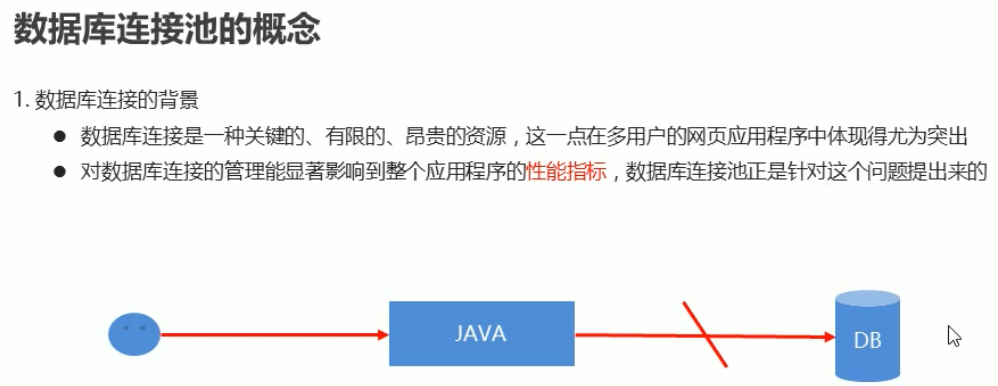 数据库连接池的概念
1. 数据库连接的背景
● 数据库连接是一种关键的、有限的、昂贵的资源，这一点在多用户的网页应用程序中体现得尤为突出
● 对数据库连接的管理能显著影响到整个应用程序的性能指标，数据库连接池正是针对这个问题提出来的
JAVA
DB